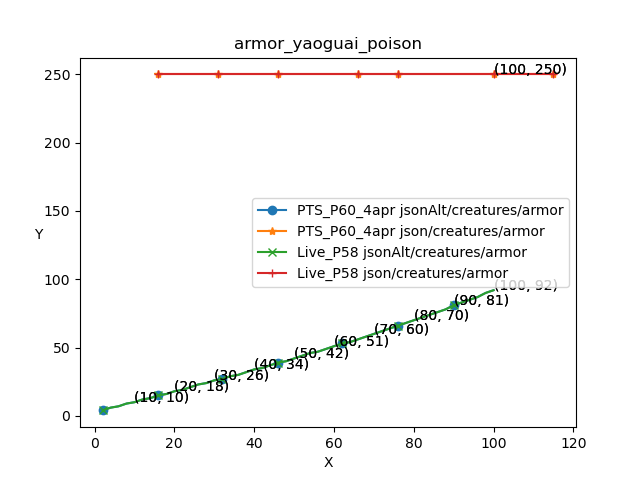 armor_yaoguai_poison
250
200
150
100
50
0
Y
(100, 250)
PTS_P60_4apr jsonAlt/creatures/armor
PTS_P60_4apr json/creatures/armor
Live_P58 jsonAlt/creatures/armor
Live_P58 json/creatures/armor
(100, 92)
(90, 81)
(80, 70)
(70, 60)
(60, 51)
(50, 42)
(40, 34)
(30, 26)
(20, 18)
(10, 10)
0 20 40 60 80 100 120
X